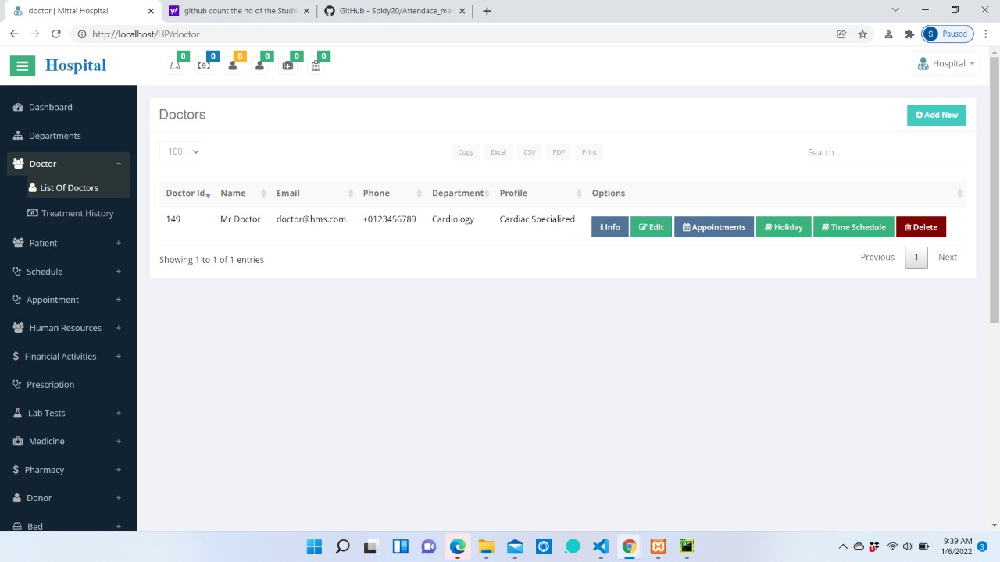 doctor | Mittal Hospital
github count the no of the Studn
GitHub - Spidy20/Attendace_man
http://localhost/HP/doctor
S Paused
Hospital
0 0 0 0 0 0
Hospital
Dashboard
Departments
Doctor
List Of Doctors
Treatment History
Patient
Schedule
Appointment
Human Resources
Financial Activities
Prescription
Lab Tests
Medicine
Pharmacy
Donor
Bed
Doctors
Add New
100
Copy Excel CSV PDF Print
Search...
Doctor Id Name Email Phone Department Profile Options
149 Mr Doctor doctor@hms.com +0123456789 Cardiology Cardiac Specialized Info Edit Appointments Holiday Time Schedule Delete
Showing 1 to 1 of 1 entries
Previous 1 Next
9:39 AM
1/6/2022
3